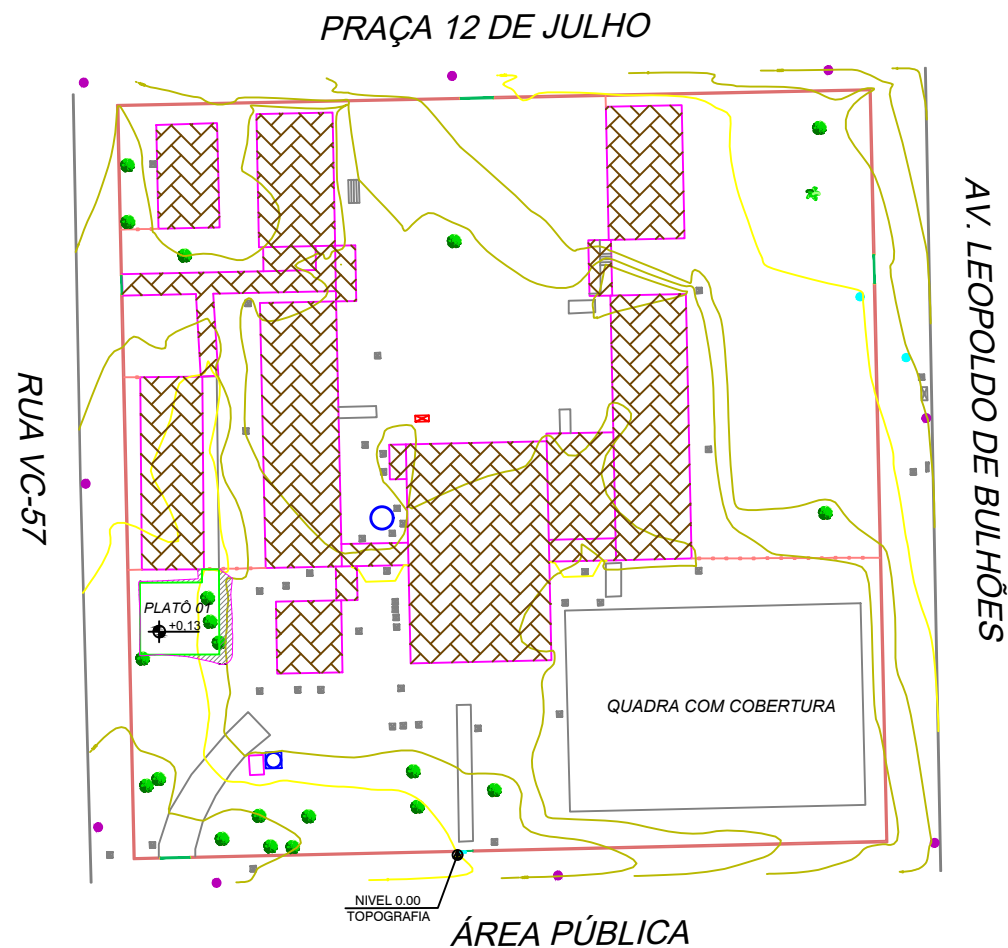 PRAÇA 12 DE JULHO
AV. LEOPOLDO DE BULHÕES
RUA VC-57
PLATÔ 01
+0.13
QUADRA COM COBERTURA
NIVEL 0.00
TOPOGRAFIA
ÁREA PÚBLICA